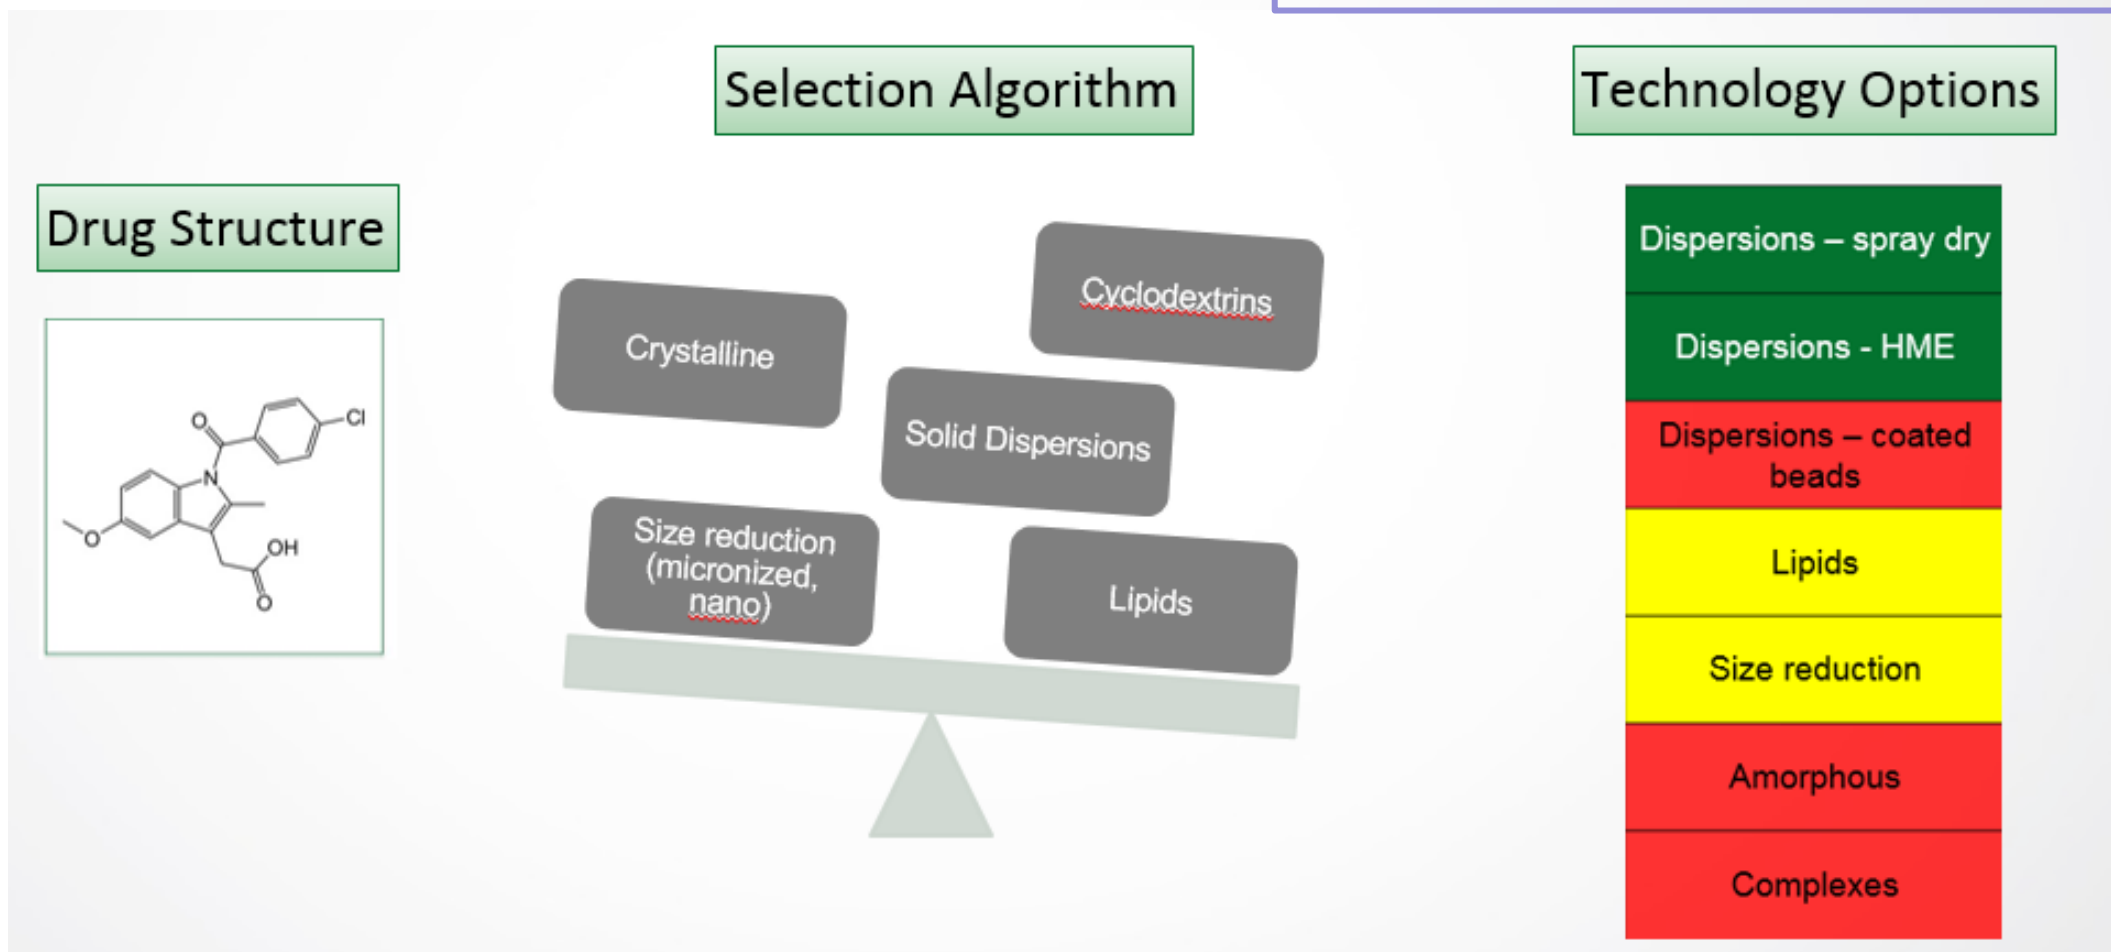 Selection Algorithm
Technology Options
Drug Structure
O
Cl
N
O
OH
O
Crystalline
Cyclodextrins
Solid Dispersions
Size reduction
(micronized,
nano)
Lipids
Dispersions – spray dry
Dispersions - HME
Dispersions – coated
beads
Lipids
Size reduction
Amorphous
Complexes